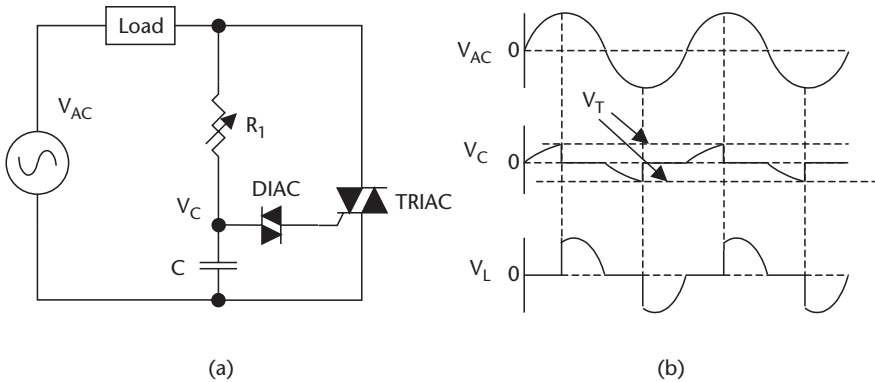 Load
V_AC
R_1
DIAC
V_C
TRIAC
C
(a)
V_AC 0
V_T
V_C 0
V_L 0
(b)